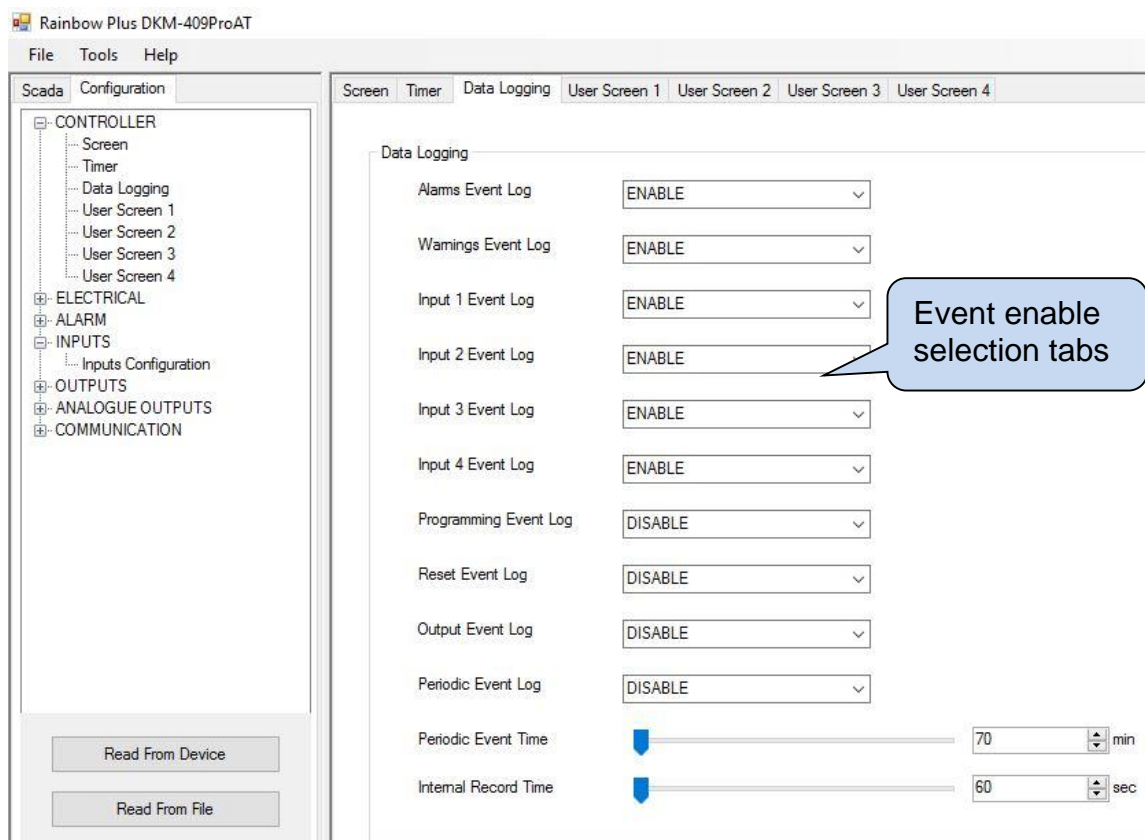 Rainbow Plus DKM-409ProAT
File Tools Help
Scada Configuration
CONTROLLER
Screen
Timer
Data Logging
User Screen 1
User Screen 2
User Screen 3
User Screen 4
ELECTRICAL
ALARM
INPUTS
Inputs Configuration
OUTPUTS
ANALOGUE OUTPUTS
COMMUNICATION
Read From Device
Read From File
Screen Timer Data Logging User Screen 1 User Screen 2 User Screen 3 User Screen 4
Data Logging
Alarms Event Log ENABLE
Warnings Event Log ENABLE
Input 1 Event Log ENABLE
Input 2 Event Log ENABLE
Input 3 Event Log ENABLE
Input 4 Event Log ENABLE
Programming Event Log DISABLE
Reset Event Log DISABLE
Output Event Log DISABLE
Periodic Event Log DISABLE
Periodic Event Time 70 min
Internal Record Time 60 sec
Event enable
selection tabs